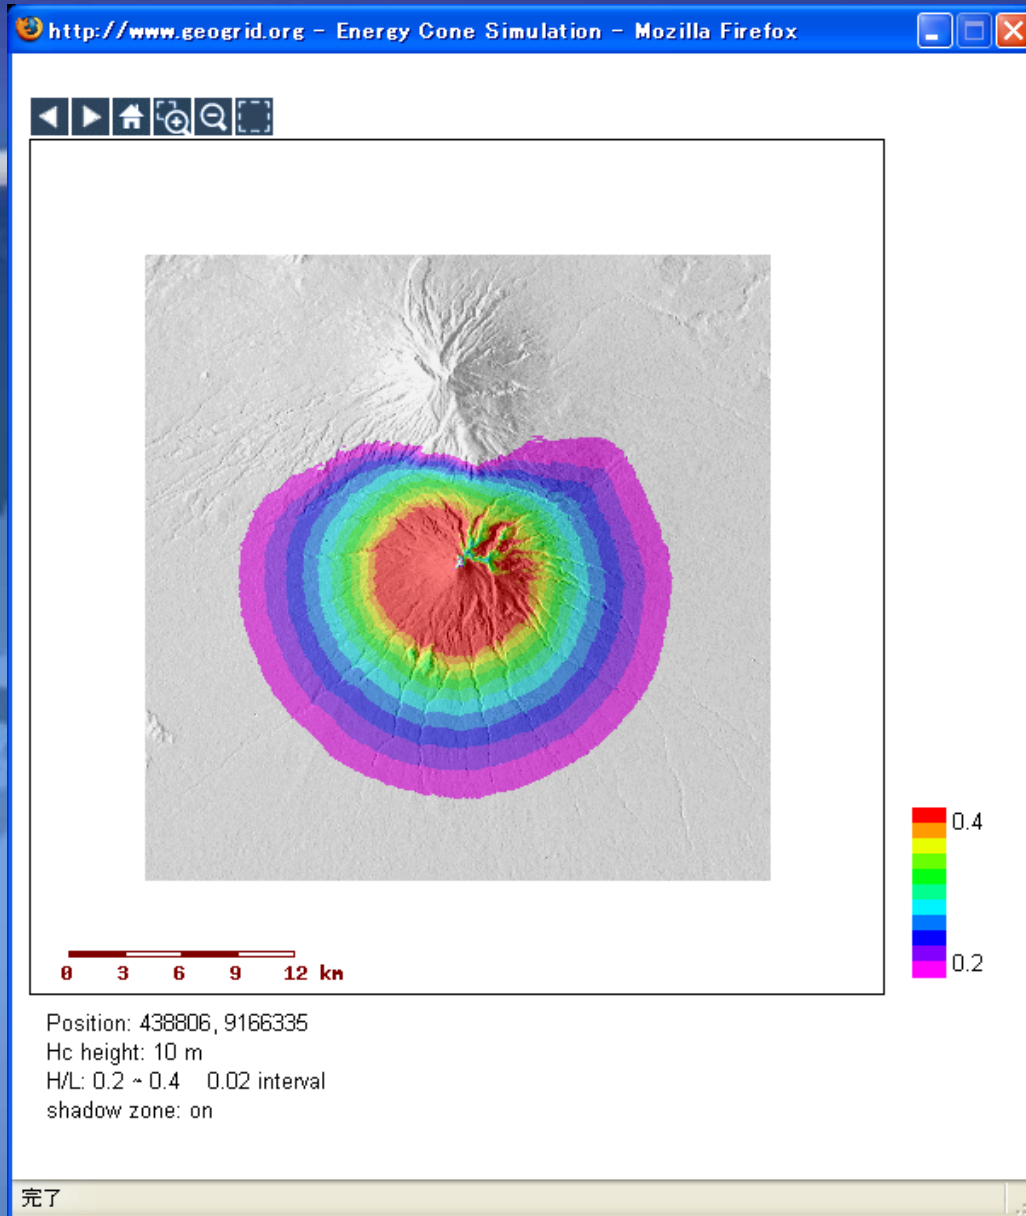 http://www.geogrid.org - Energy Cone Simulation - Mozilla Firefox
0.4
0.2
0 3 6 9 12 km
Position: 438806, 9166335
Hc height: 10 m
H/L: 0.2 ~ 0.4 0.02 interval
shadow zone: on
完了